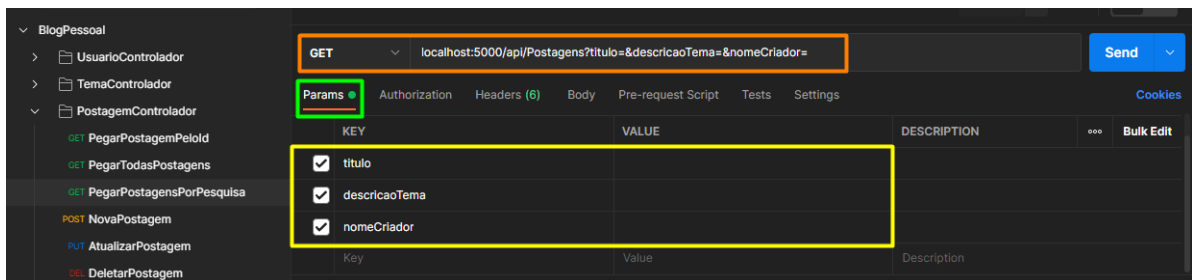 BlogPessoal
UsuarioControlador
TemaControlador
PostagemControlador
GET PegarPostagemPeloId
GET PegarTodasPostagens
GET PegarPostagensPorPesquisa
POST NovaPostagem
PUT AtualizarPostagem
DEL DeletarPostagem
GET localhost:5000/api/Postagens?titulo=&descricaoTema=&nomeCriador= Send
Params Authorization Headers (6) Body Pre-request Script Tests Settings Cookies
KEY VALUE DESCRIPTION ooo Bulk Edit
titulo
descricaoTema
nomeCriador
Key Value Description